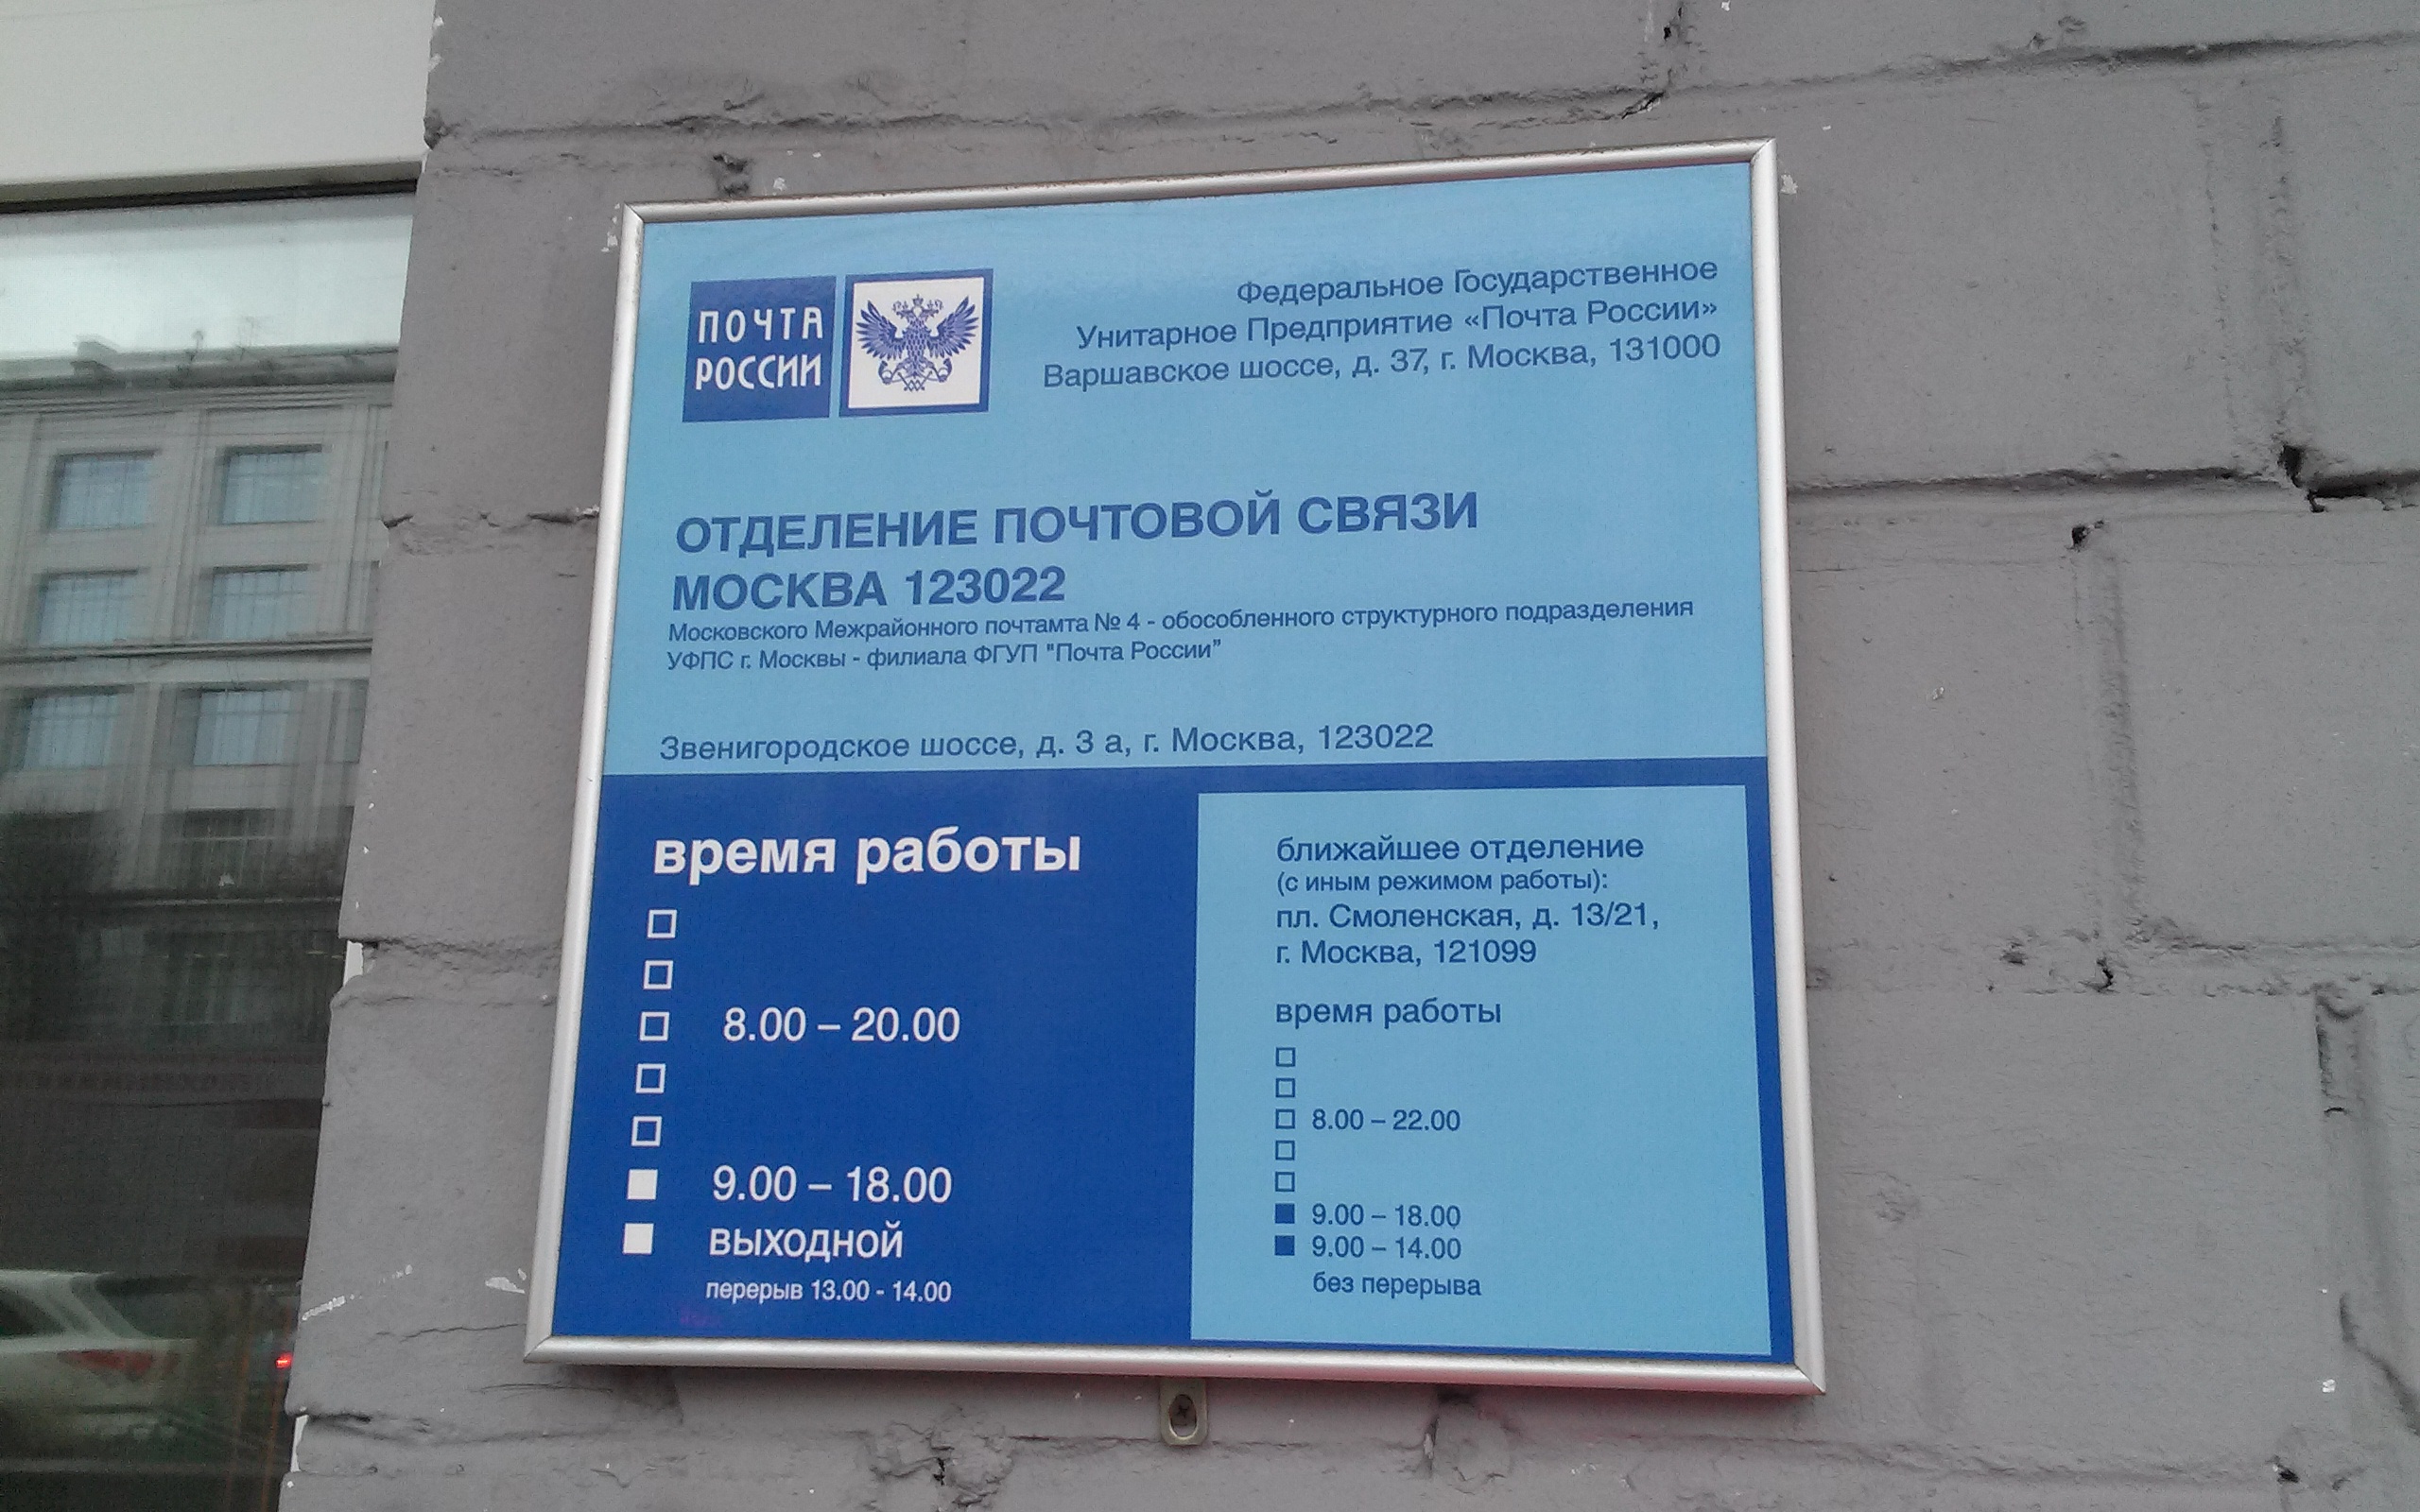 ПОЧТА
РОССИИ
Федеральное Государственное
Унитарное Предприятие «Почта России»
Варшавское шоссе, д. 37, г. Москва, 131000
ОТДЕЛЕНИЕ ПОЧТОВОЙ СВЯЗИ
МОСКВА 123022
Московского Межрайонного почтамта № 4 - обособленного структурного подразделения
УФПС г. Москвы - филиала ФГУП "Почта России"
Звенигородское шоссе, д. 3 а, г. Москва, 123022
время работы
8.00 – 20.00
9.00 – 18.00
выходной
перерыв 13.00 - 14.00
ближайшее отделение
(с иным режимом работы):
пл. Смоленская, д. 13/21,
г. Москва, 121099
время работы
8.00 – 22.00
9.00 – 18.00
9.00 – 14.00
без перерыва